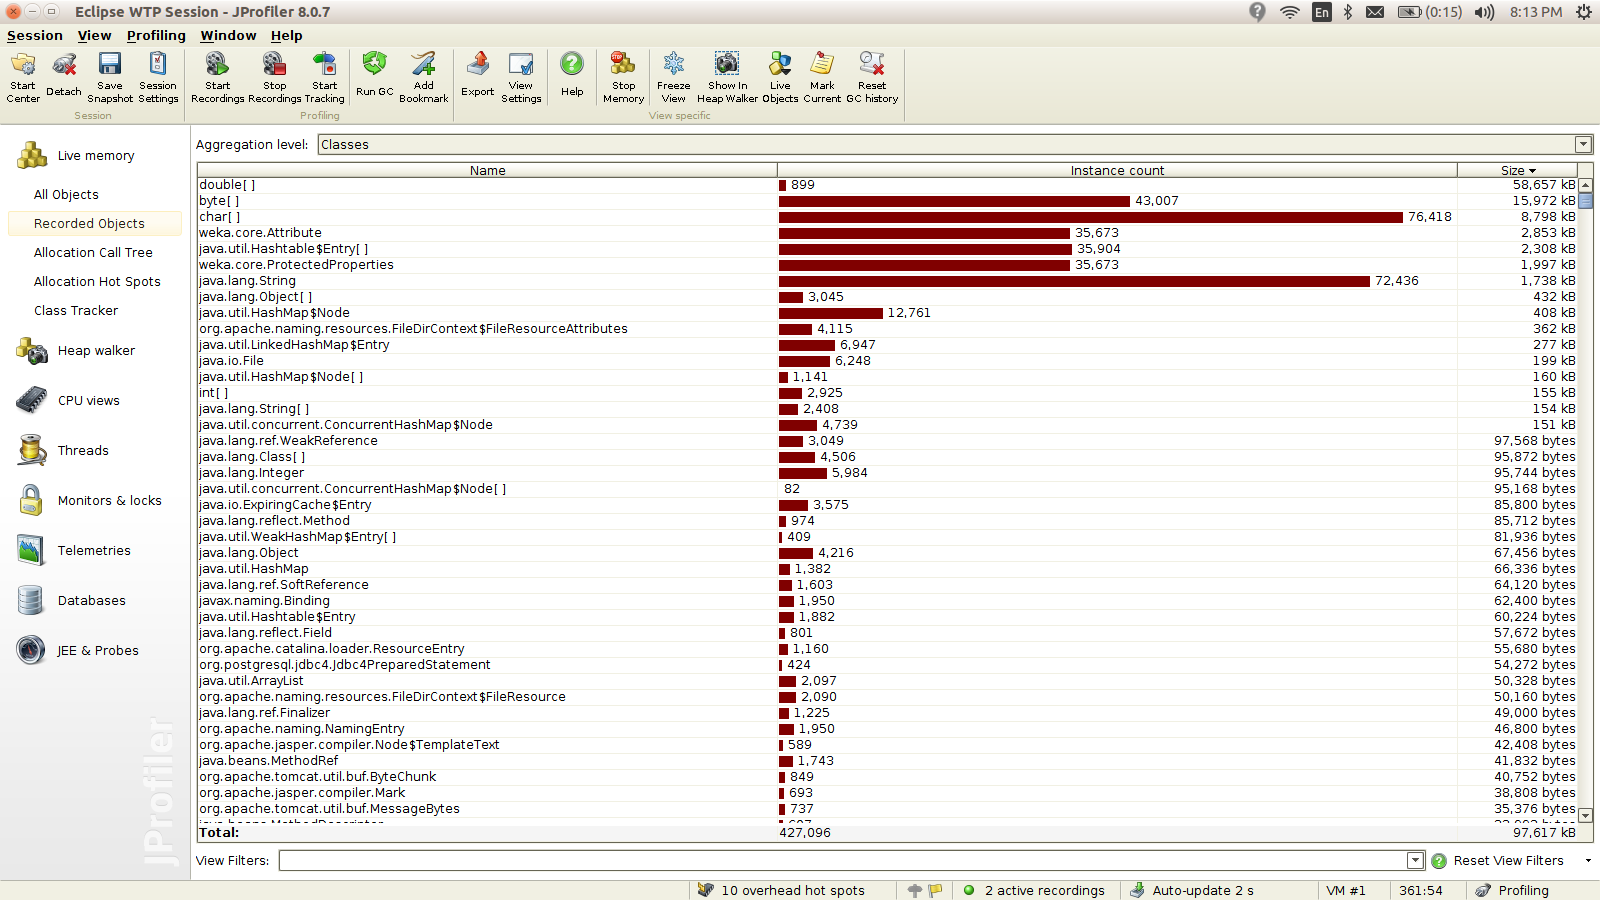 Eclipse WTP Session - JProfiler 8.0.7
En
(0:15)
8:13 PM
Session View Profiling Window Help
Start Center
Detach
Save Snapshot
Session Settings
Start Recordings
Stop Recordings
Start Tracking
Run GC
Add Bookmark
Export
View Settings
Help
Stop Memory
Freeze View
Show In Heap Walker
Live Objects
Mark Current
Reset GC history
Session
Profiling
View specific
Live memory
All Objects
Recorded Objects
Allocation Call Tree
Allocation Hot Spots
Class Tracker
Heap walker
CPU views
Threads
Monitors & locks
Telemetries
Databases
JEE & Probes
JProfiler
Aggregation level: Classes
Name Instance count Size
double[ ] 899 58,657 kB
byte[ ] 43,007 15,972 kB
char[ ] 76,418 8,798 kB
weka.core.Attribute 35,673 2,853 kB
java.util.Hashtable$Entry[ ] 35,904 2,308 kB
weka.core.ProtectedProperties 35,673 1,997 kB
java.lang.String 72,436 1,738 kB
java.lang.Object[ ] 3,045 432 kB
java.util.HashMap$Node 12,761 408 kB
org.apache.naming.resources.FileDirContext$FileResourceAttributes 4,115 362 kB
java.util.LinkedHashMap$Entry 6,947 277 kB
java.io.File 6,248 199 kB
java.util.HashMap$Node[ ] 1,141 160 kB
int[ ] 2,925 155 kB
java.lang.String[ ] 2,408 154 kB
java.util.concurrent.ConcurrentHashMap$Node 4,739 151 kB
java.lang.ref.WeakReference 3,049 97,568 bytes
java.lang.Class[ ] 4,506 95,872 bytes
java.lang.Integer 5,984 95,744 bytes
java.util.concurrent.ConcurrentHashMap$Node[ ] 82 95,168 bytes
java.io.ExpiringCache$Entry 3,575 85,800 bytes
java.lang.reflect.Method 974 85,712 bytes
java.util.WeakHashMap$Entry[ ] 409 81,936 bytes
java.lang.Object 4,216 67,456 bytes
java.util.HashMap 1,382 66,336 bytes
java.lang.ref.SoftReference 1,603 64,120 bytes
javax.naming.Binding 1,950 62,400 bytes
java.util.Hashtable$Entry 1,882 60,224 bytes
java.lang.reflect.Field 801 57,672 bytes
org.apache.catalina.loader.ResourceEntry 1,160 55,680 bytes
org.postgresql.jdbc4.Jdbc4PreparedStatement 424 54,272 bytes
java.util.ArrayList 2,097 50,328 bytes
org.apache.naming.resources.FileDirContext$FileResource 2,090 50,160 bytes
java.lang.ref.Finalizer 1,225 49,000 bytes
org.apache.naming.NamingEntry 1,950 46,800 bytes
org.apache.jasper.compiler.Node$TemplateText 589 42,408 bytes
java.beans.MethodRef 1,743 41,832 bytes
org.apache.tomcat.util.buf.ByteChunk 849 40,752 bytes
org.apache.jasper.compiler.Mark 693 38,808 bytes
org.apache.tomcat.util.buf.MessageBytes 737 35,376 bytes
Total: 427,096 97,617 kB
View Filters: Reset View Filters
10 overhead hot spots
2 active recordings
Auto-update 2 s
VM #1
361:54
Profiling